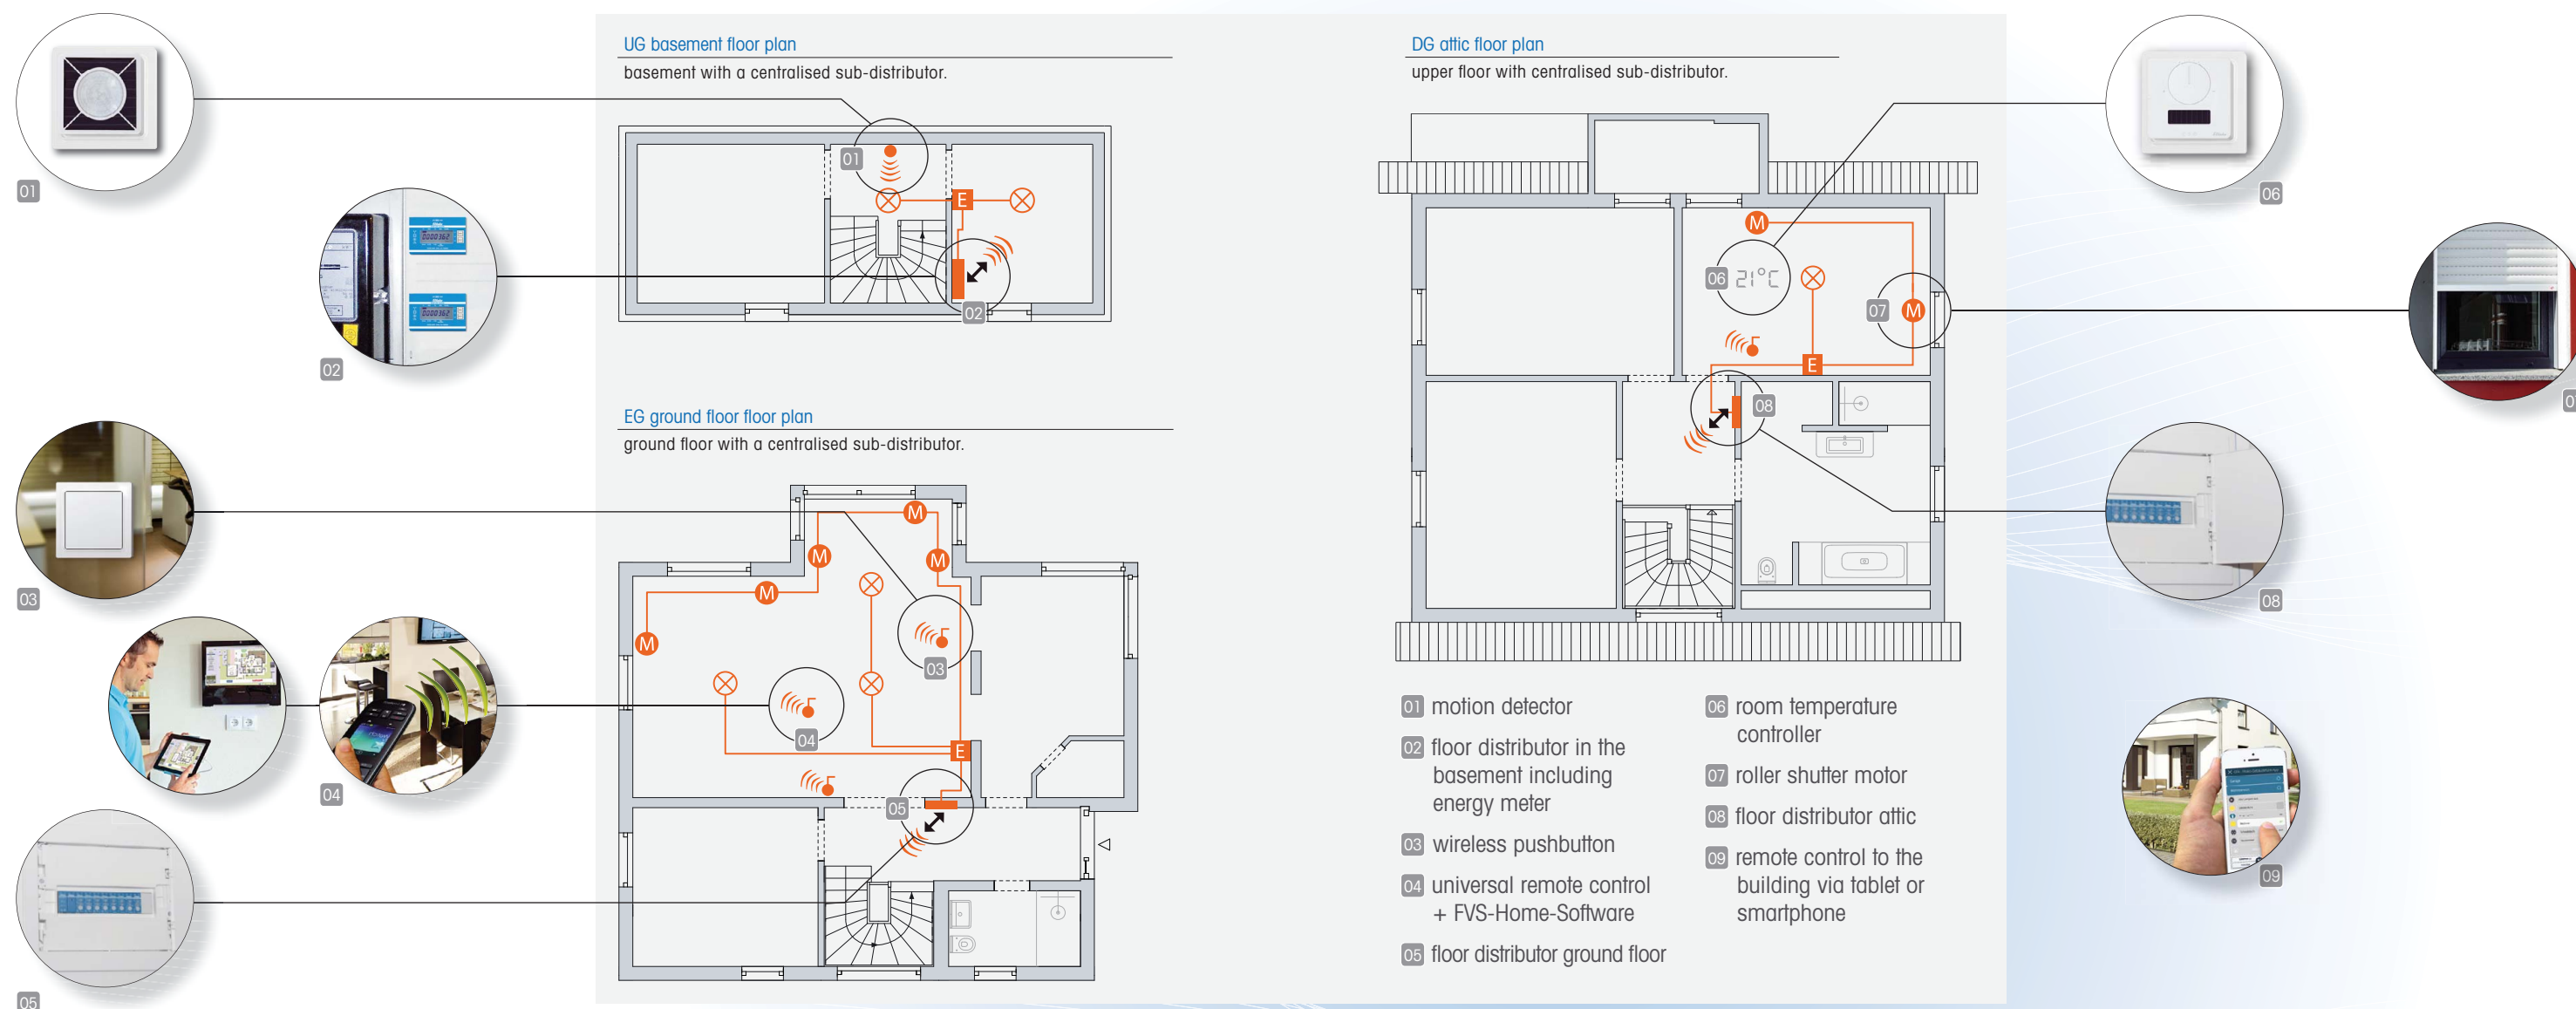 01
02
03
04
05
UG basement floor plan
basement with a centralised sub-distributor.
01
E
02
EG ground floor floor plan
ground floor with a centralised sub-distributor.
M
M
M
M
M
03
04
E
05
DG attic floor plan
upper floor with centralised sub-distributor.
M
06 21°C
07 M
E
08
01 motion detector
02 floor distributor in the
basement including
energy meter
03 wireless pushbutton
04 universal remote control
+ FVS-Home-Software
05 floor distributor ground floor
06 room temperature
controller
07 roller shutter motor
08 floor distributor attic
09 remote control to the
building via tablet or
smartphone
06
08
09